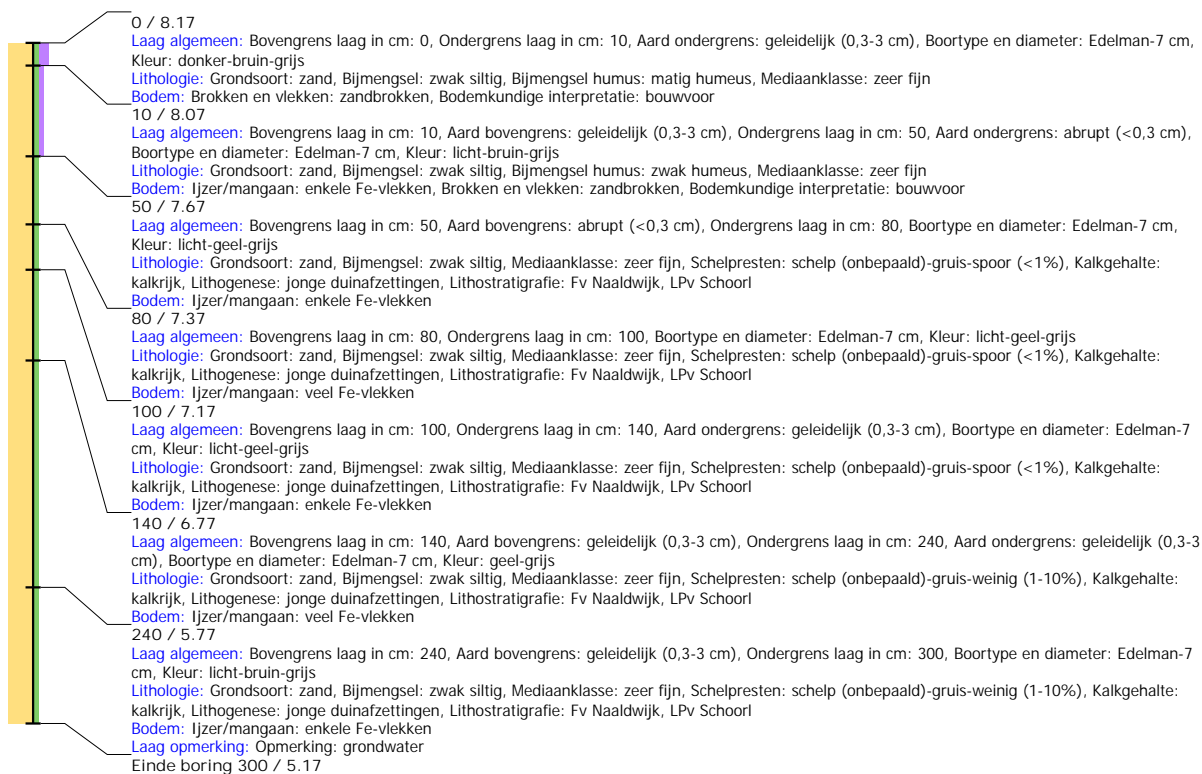 0 / 8.17
Laag algemeen: Bovengrens laag in cm: 0, Ondergrens laag in cm: 10, Aard ondergrens: geleidelijk (0,3-3 cm), Boortype en diameter: Edelman-7 cm,
Kleur: donker-bruin-grijs
Lithologie: Grondsoort: zand, Bijmengsel: zwak siltig, Bijmengsel humus: matig humeus, Mediaanklasse: zeer fijn
Bodem: Brokken en vlekken: zandbrokken, Bodemkundige interpretatie: bouwvoor
10 / 8.07
Laag algemeen: Bovengrens laag in cm: 10, Aard bovengrens: geleidelijk (0,3-3 cm), Ondergrens laag in cm: 50, Aard ondergrens: abrupt (<0,3 cm),
Boortype en diameter: Edelman-7 cm, Kleur: licht-bruin-grijs
Lithologie: Grondsoort: zand, Bijmengsel: zwak siltig, Bijmengsel humus: zwak humeus, Mediaanklasse: zeer fijn
Bodem: Ijzer/mangaan: enkele Fe-vlekken, Brokken en vlekken: zandbrokken, Bodemkundige interpretatie: bouwvoor
50 / 7.67
Laag algemeen: Bovengrens laag in cm: 50, Aard bovengrens: abrupt (<0,3 cm), Ondergrens laag in cm: 80, Boortype en diameter: Edelman-7 cm,
Kleur: licht-geel-grijs
Lithologie: Grondsoort: zand, Bijmengsel: zwak siltig, Mediaanklasse: zeer fijn, Schelpresten: schelp (onbepaald)-gruis-spoor (<1%), Kalkgehalte:
kalkrijk, Lithogenese: jonge duinafzettingen, Lithostratigrafie: Fv Naaldwijk, LPv Schoorl
Bodem: Ijzer/mangaan: enkele Fe-vlekken
80 / 7.37
Laag algemeen: Bovengrens laag in cm: 80, Ondergrens laag in cm: 100, Boortype en diameter: Edelman-7 cm, Kleur: licht-geel-grijs
Lithologie: Grondsoort: zand, Bijmengsel: zwak siltig, Mediaanklasse: zeer fijn, Schelpresten: schelp (onbepaald)-gruis-spoor (<1%), Kalkgehalte:
kalkrijk, Lithogenese: jonge duinafzettingen, Lithostratigrafie: Fv Naaldwijk, LPv Schoorl
Bodem: Ijzer/mangaan: veel Fe-vlekken
100 / 7.17
Laag algemeen: Bovengrens laag in cm: 100, Ondergrens laag in cm: 140, Aard ondergrens: geleidelijk (0,3-3 cm), Boortype en diameter: Edelman-7
cm, Kleur: licht-geel-grijs
Lithologie: Grondsoort: zand, Bijmengsel: zwak siltig, Mediaanklasse: zeer fijn, Schelpresten: schelp (onbepaald)-gruis-spoor (<1%), Kalkgehalte:
kalkrijk, Lithogenese: jonge duinafzettingen, Lithostratigrafie: Fv Naaldwijk, LPv Schoorl
Bodem: Ijzer/mangaan: enkele Fe-vlekken
140 / 6.77
Laag algemeen: Bovengrens laag in cm: 140, Aard bovengrens: geleidelijk (0,3-3 cm), Ondergrens laag in cm: 240, Aard ondergrens: geleidelijk (0,3-3
cm), Boortype en diameter: Edelman-7 cm, Kleur: geel-grijs
Lithologie: Grondsoort: zand, Bijmengsel: zwak siltig, Mediaanklasse: zeer fijn, Schelpresten: schelp (onbepaald)-gruis-weinig (1-10%), Kalkgehalte:
kalkrijk, Lithogenese: jonge duinafzettingen, Lithostratigrafie: Fv Naaldwijk, LPv Schoorl
Bodem: Ijzer/mangaan: veel Fe-vlekken
240 / 5.77
Laag algemeen: Bovengrens laag in cm: 240, Aard bovengrens: geleidelijk (0,3-3 cm), Ondergrens laag in cm: 300, Boortype en diameter: Edelman-7
cm, Kleur: licht-bruin-grijs
Lithologie: Grondsoort: zand, Bijmengsel: zwak siltig, Mediaanklasse: zeer fijn, Schelpresten: schelp (onbepaald)-gruis-weinig (1-10%), Kalkgehalte:
kalkrijk, Lithogenese: jonge duinafzettingen, Lithostratigrafie: Fv Naaldwijk, LPv Schoorl
Bodem: Ijzer/mangaan: enkele Fe-vlekken
Laag opmerking: Opmerking: grondwater
Einde boring 300 / 5.17